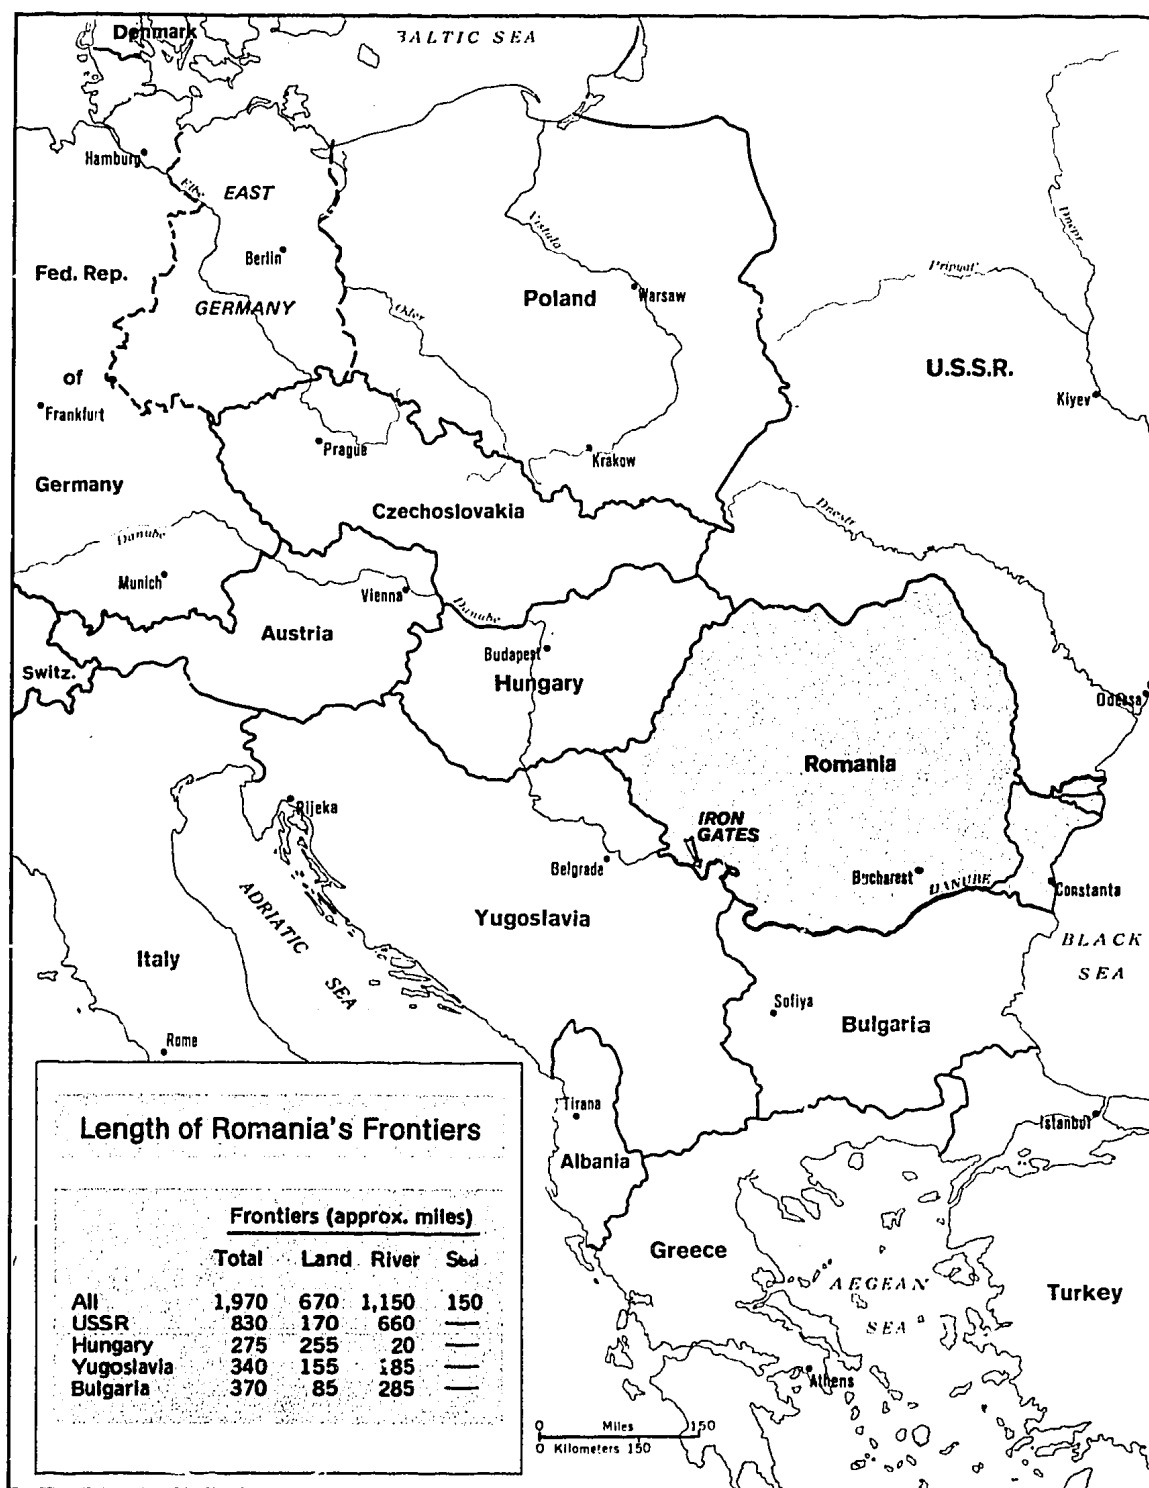 Denmark
BALTIC SEA
Hamburg
Elbe
EAST
Berlin
GERMANY
Fed. Rep.
of
Frankfurt
Germany
Vistula
Poland
Warsaw
Oder
Pripyat'
Dnepr
U.S.S.R.
Kiyev
Prague
Krakow
Czechoslovakia
Dnestr
Danube
Munich
Vienna
Danube
Austria
Budapest
Hungary
Switz.
Odessa
Romania
Rijeka
IRON
GATES
Belgrade
Bucharest
DANUBE
Constanta
ADRIATIC
SEA
Yugoslavia
BLACK
SEA
Italy
Sofiya
Bulgaria
Rome
Tirana
Istanbul
Albania
Greece
AEGEAN
SEA
Turkey
Athens
Length of Romania's Frontiers
Frontiers (approx. miles)
Total Land River Sea
All 1,970 670 1,150 150
USSR 830 170 660 —
Hungary 275 255 20 —
Yugoslavia 340 155 185 —
Bulgaria 370 85 285 —
0 Miles 150
0 Kilometers 150